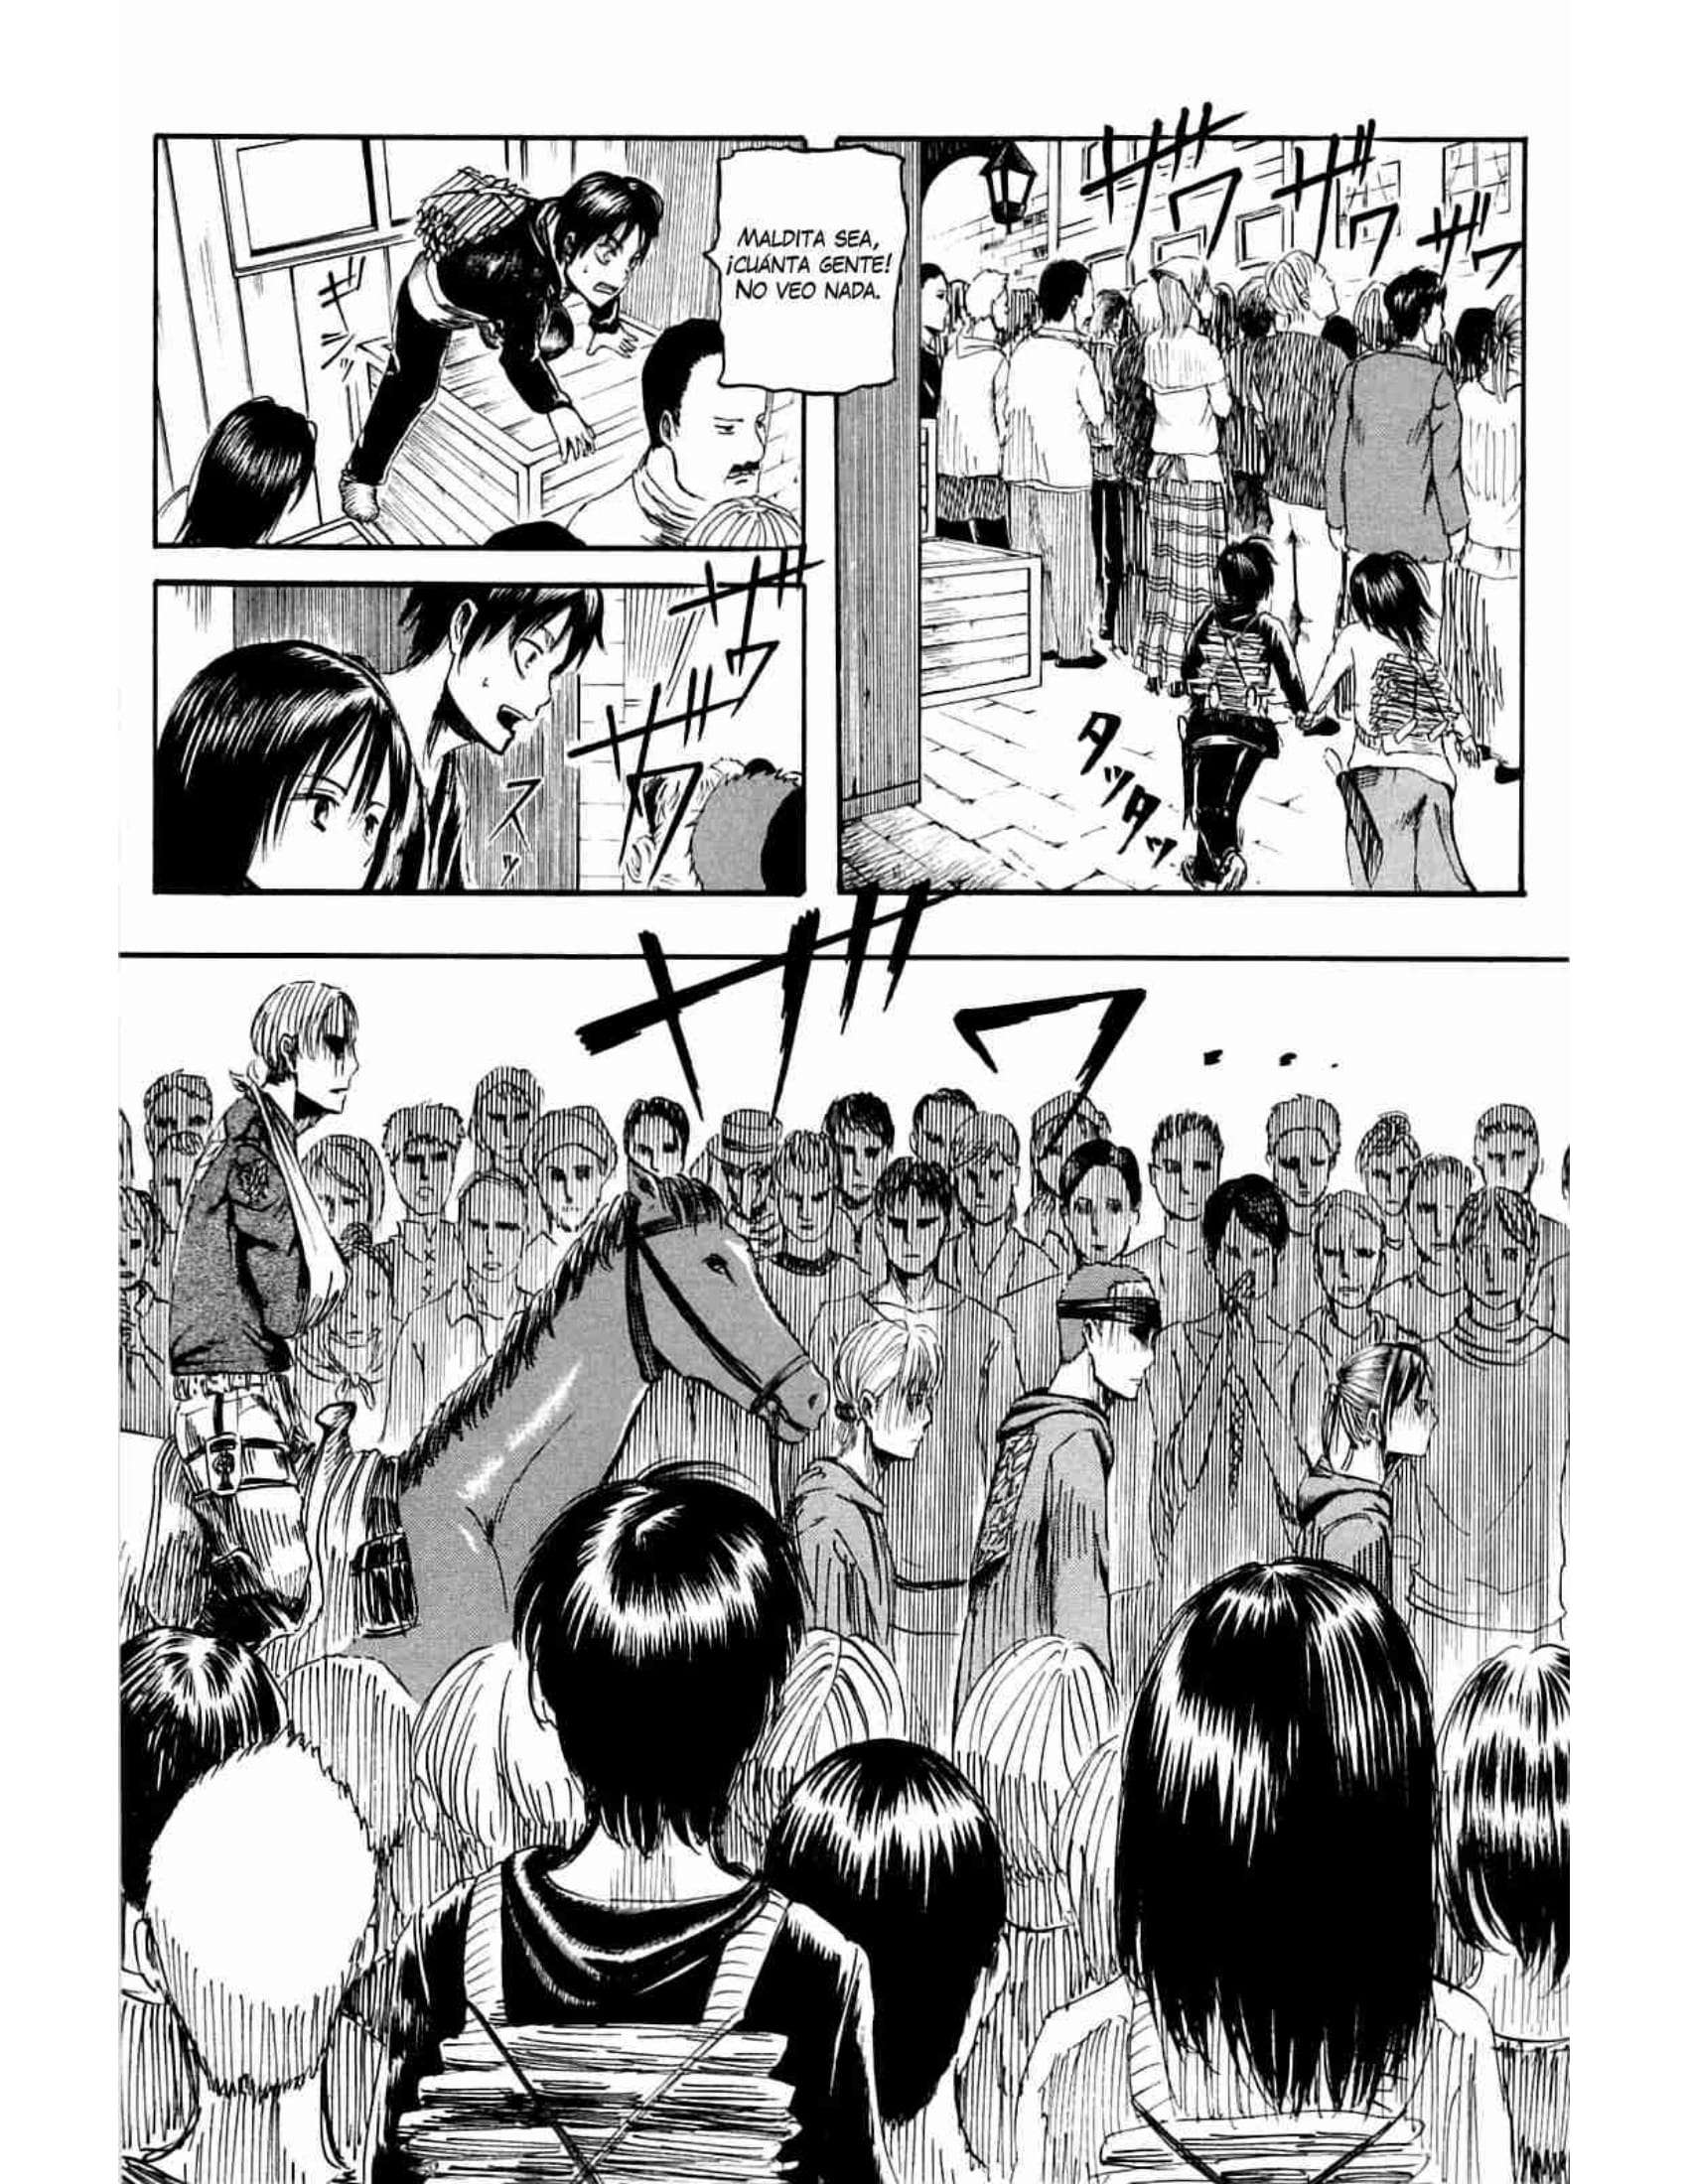 ザワ
ザワ
ザワ
タッタッ
MALDITA SEA,
¡CUÁNTA GENTE!
NO VEO NADA.
ギシッ
ザワ
ザワ
スッ
ザワ...